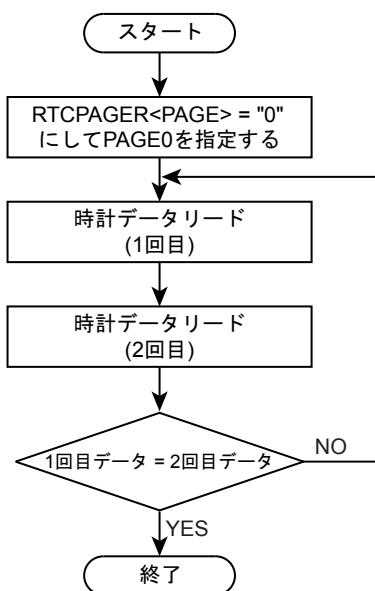 スタート
RTCPAGER<PAGE> = "0"
にしてPAGE0を指定する
時計データリード
(1回目)
時計データリード
(2回目)
1回目データ = 2回目データ
NO
YES
終了